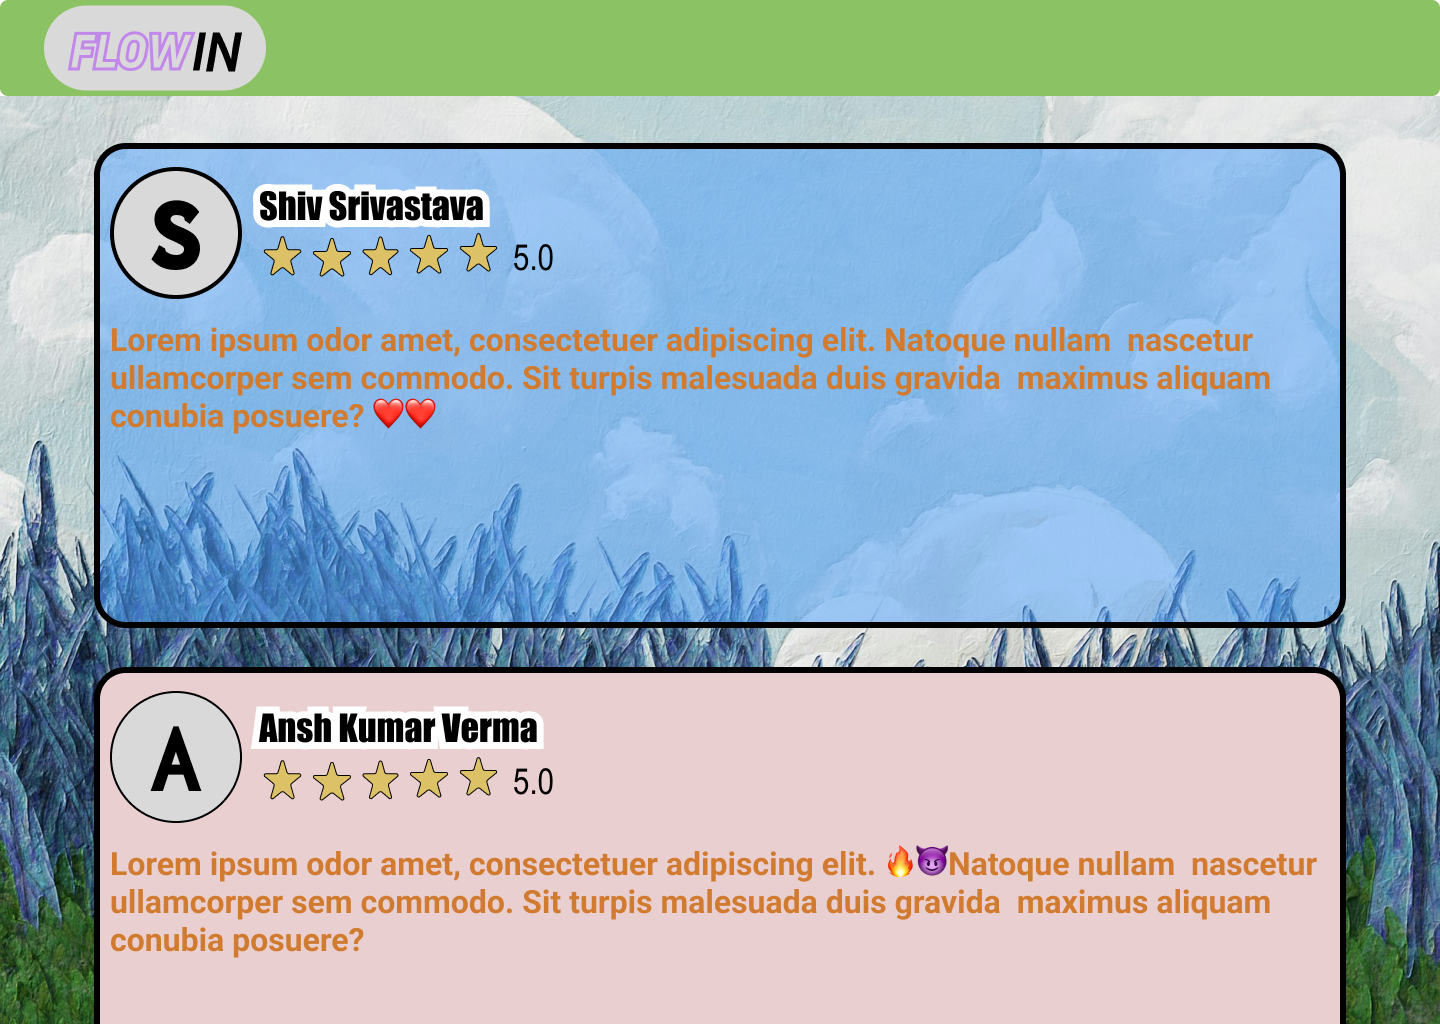 FLOWIN
S
Shiv Srivastava
5.0
Lorem ipsum odor amet, consectetuer adipiscing elit. Natoque nullam  nascetur
ullamcorper sem commodo. Sit turpis malesuada duis gravida  maximus aliquam
conubia posuere? ❤️❤️
A
Ansh Kumar Verma
5.0
Lorem ipsum odor amet, consectetuer adipiscing elit. 🔥😈Natoque nullam  nascetur
ullamcorper sem commodo. Sit turpis malesuada duis gravida  maximus aliquam
conubia posuere?